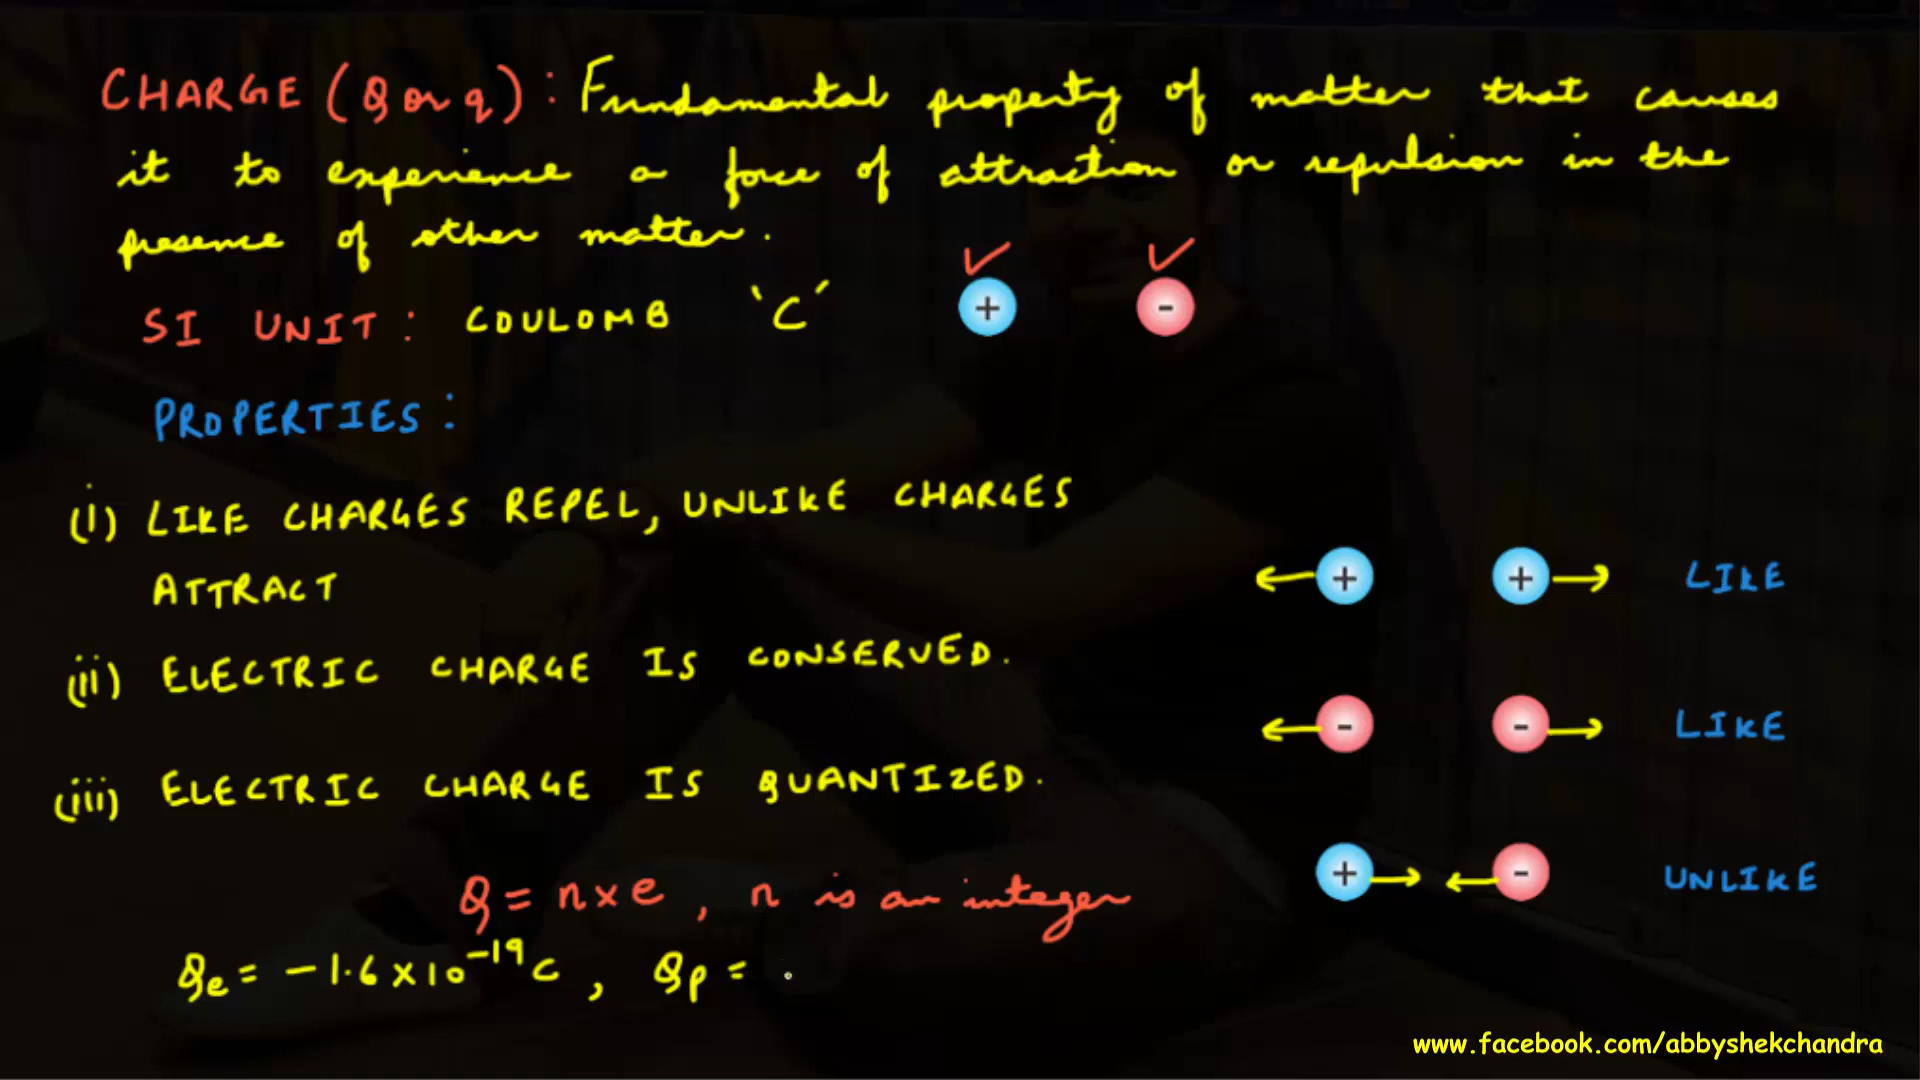 CHARGE (Q or q) : Fundamental property of matter that causes
it to experience a force of attraction or repulsion in the
presence of other matter.
SI UNIT : COULOMB 'C'
+ -
PROPERTIES :
(i) LIKE CHARGES REPEL, UNLIKE CHARGES
ATTRACT
+ + LIKE
(ii) ELECTRIC CHARGE IS CONSERVED.
- - LIKE
(iii) ELECTRIC CHARGE IS QUANTIZED.
+ - UNLIKE
Q = n x e , n is an integer
Qe = -1.6 x 10^-19 C , Qp =
www.facebook.com/abbyshekchandra